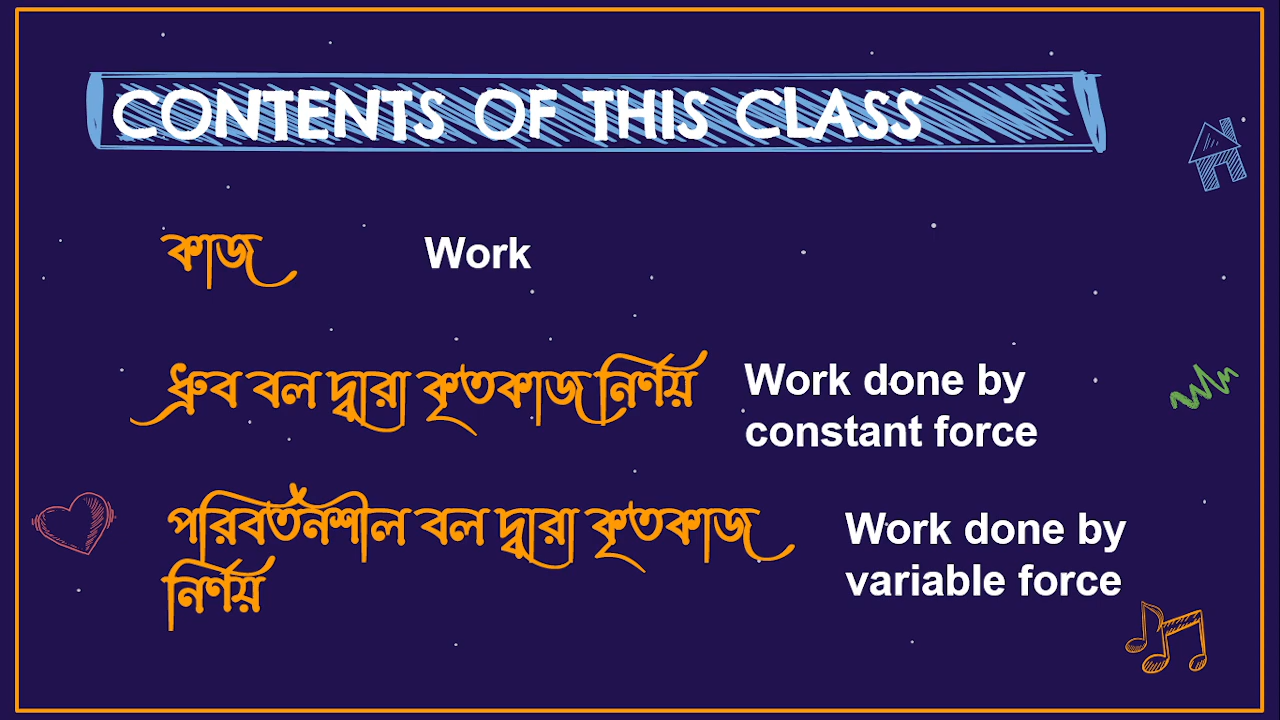 CONTENTS OF THIS CLASS
কাজ Work
ধ্রুব বল দ্বারা কৃতকাজ নির্ণয় Work done by
constant force
পরিবর্তনশীল বল দ্বারা কৃতকাজ Work done by
নির্ণয় variable force